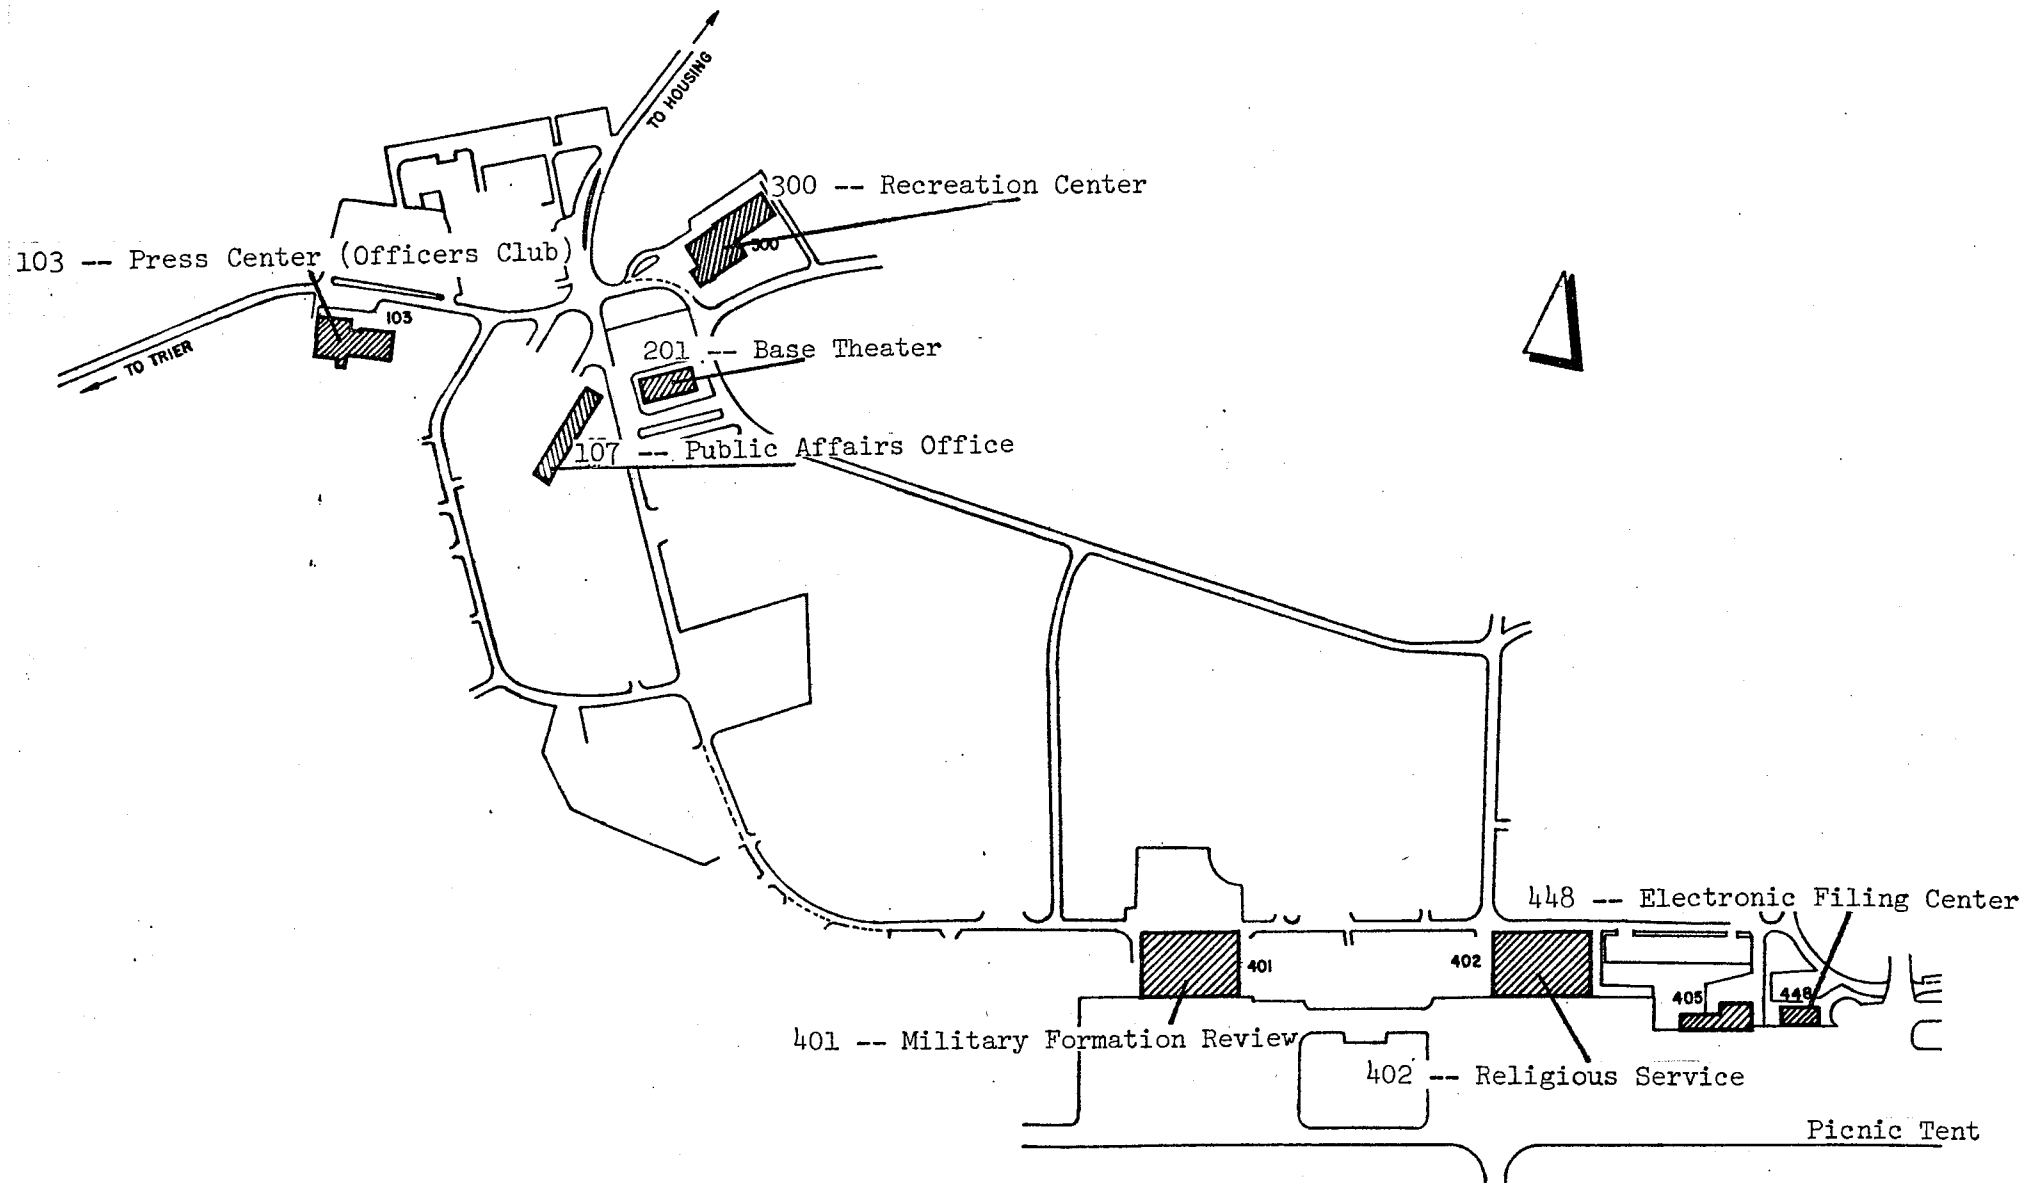 TO HOUSING
300 -- Recreation Center
300
103 -- Press Center (Officers Club)
103
TO TRIER
201 -- Base Theater
107 -- Public Affairs Office
448 -- Electronic Filing Center
401
402
405
448
401 -- Military Formation Review
402 -- Religious Service
Picnic Tent